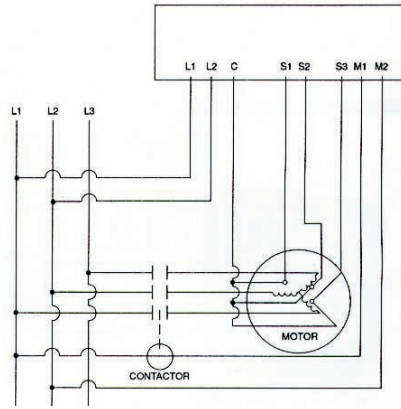 L1 L2 C S1 S2 S3 M1 M2
L1 L2 L3
MOTOR
CONTACTOR